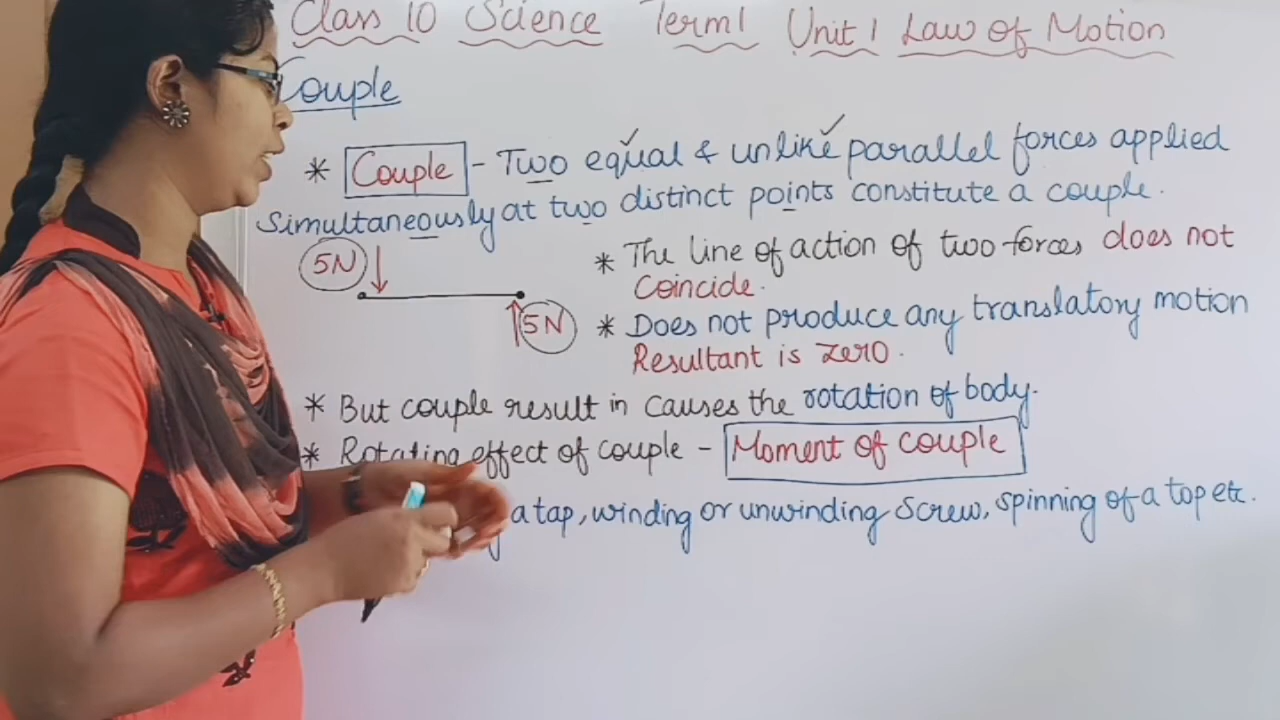 Class 10 Science Term1 Unit 1 Law of Motion
Couple
* Couple - Two equal & unlike parallel forces applied
Simultaneously at two distinct points constitute a couple.
5N
5N
* The line of action of two forces does not
Coincide.
* Does not produce any translatory motion
Resultant is zero.
* But couple result in causes the rotation of body.
* Rotating effect of couple - Moment of couple
a tap, winding or unwinding Screw, spinning of a top etc.